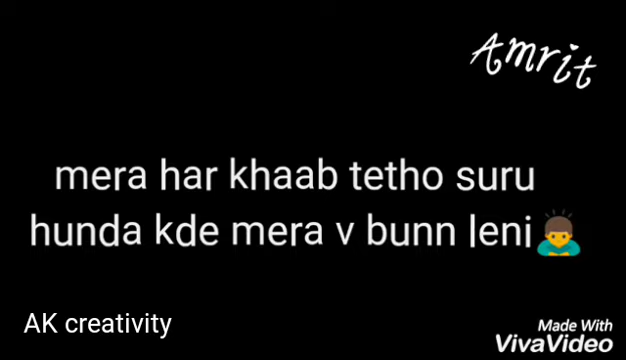 Amrit
mera har khaab tetho suru
hunda kde mera v bunn leni🙇
AK creativity
Made With
VivaVideo